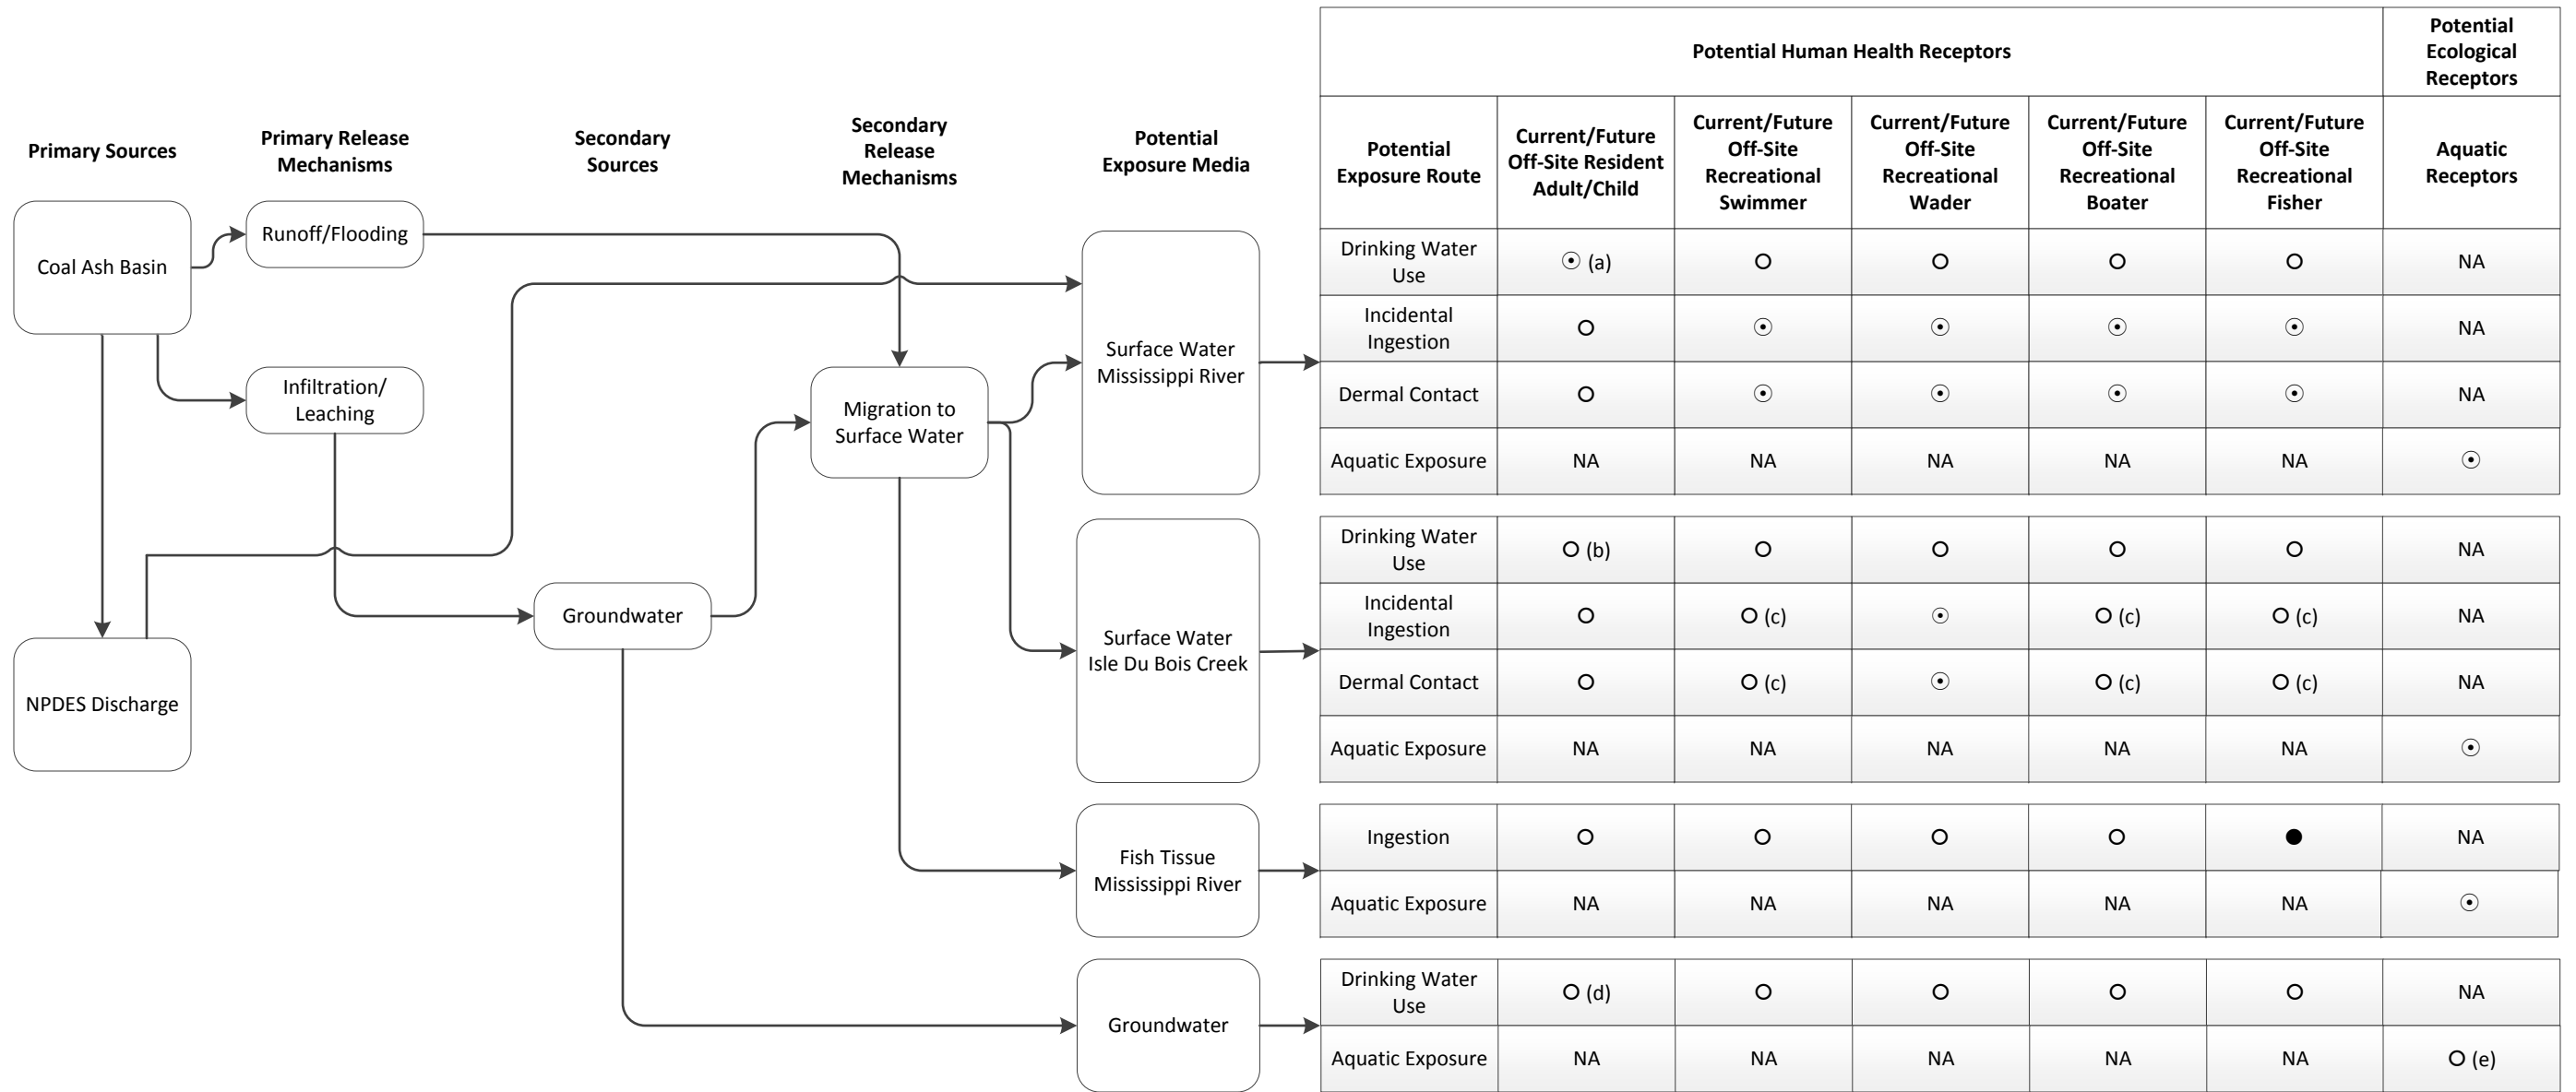 Primary Sources
Primary Release
Mechanisms
Secondary
Sources
Secondary
Release
Mechanisms
Potential
Exposure Media
Coal Ash Basin
NPDES Discharge
Runoff/Flooding
Infiltration/
Leaching
Groundwater
Migration to
Surface Water
Surface Water
Mississippi River
Surface Water
Isle Du Bois Creek
Fish Tissue
Mississippi River
Groundwater
Potential Human Health Receptors
Potential
Ecological
Receptors
Potential
Exposure Route
Current/Future
Off-Site Resident
Adult/Child
Current/Future
Off-Site
Recreational
Swimmer
Current/Future
Off-Site
Recreational
Wader
Current/Future
Off-Site
Recreational
Boater
Current/Future
Off-Site
Recreational
Fisher
Aquatic
Receptors
Drinking Water
Use
☉ (a) O O O O NA
Incidental
Ingestion
O ☉ ☉ ☉ ☉ NA
Dermal Contact O ☉ ☉ ☉ ☉ NA
Aquatic Exposure NA NA NA NA NA ☉
Drinking Water
Use
O (b) O O O O NA
Incidental
Ingestion
O O (c) ☉ O (c) O (c) NA
Dermal Contact O O (c) ☉ O (c) O (c) NA
Aquatic Exposure NA NA NA NA NA ☉
Ingestion O O O O ● NA
Aquatic Exposure NA NA NA NA NA ☉
Drinking Water
Use
O (d) O O O O NA
Aquatic Exposure NA NA NA NA NA O (e)